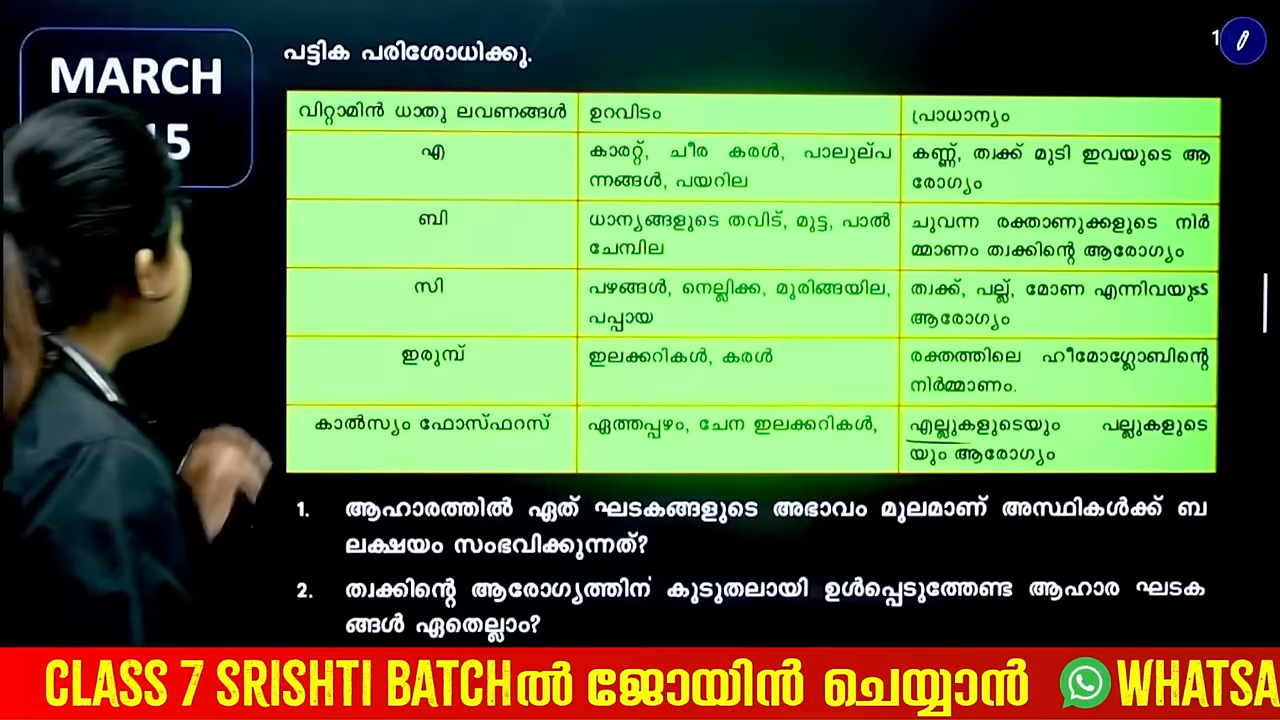 MARCH
15
1
പട്ടിക പരിശോധിക്കൂ.
വിറ്റാമിൻ ധാതു ലവണങ്ങൾ ഉറവിടം പ്രാധാന്യം
എ കാരറ്റ്, ചീര കരൾ, പാലുല്പ കണ്ണ്, ത്വക്ക് മുടി ഇവയുടെ ആ
ന്നങ്ങൾ, പയറില രോഗ്യം
ബി ധാന്യങ്ങളുടെ തവിട്, മുട്ട, പാൽ ചുവന്ന രക്താണുക്കളുടെ നിർ
ചേമ്പില മ്മാണം ത്വക്കിന്റെ ആരോഗ്യം
സി പഴങ്ങൾ, നെല്ലിക്ക, മുരിങ്ങയില, ത്വക്ക്, പല്ല്, മോണ എന്നിവയുടെ
പപ്പായ ആരോഗ്യം
ഇരുമ്പ് ഇലക്കറികൾ, കരൾ രക്തത്തിലെ ഹീമോഗ്ലോബിന്റെ
നിർമ്മാണം.
കാൽസ്യം ഫോസ്ഫറസ് ഏത്തപ്പഴം, ചേന ഇലക്കറികൾ, എല്ലുകളുടെയും പല്ലുകളുടെ
യും ആരോഗ്യം
1. ആഹാരത്തിൽ ഏത് ഘടകങ്ങളുടെ അഭാവം മൂലമാണ് അസ്ഥികൾക്ക് ബ
ലക്ഷയം സംഭവിക്കുന്നത്?
2. ത്വക്കിന്റെ ആരോഗ്യത്തിന് കൂടുതലായി ഉൾപ്പെടുത്തേണ്ട ആഹാര ഘടക
ങ്ങൾ ഏതെല്ലാം?
CLASS 7 SRISHTI BATCHൽ ജോയിൻ ചെയ്യാൻ WHATSA